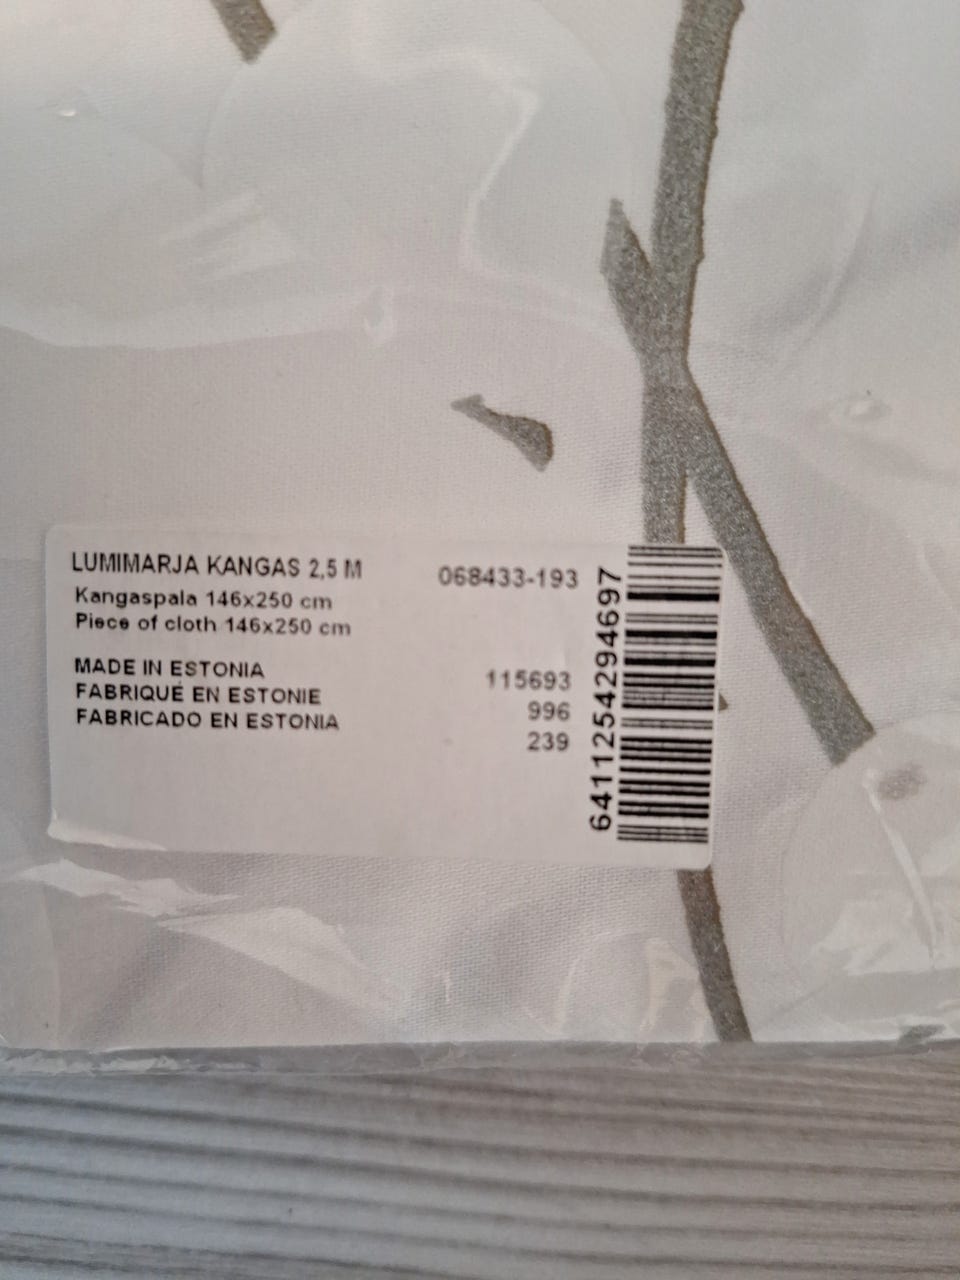 LUMIMARJA KANGAS 2,5 M
068433-193
Kangaspala 146x250 cm
Piece of cloth 146x250 cm
MADE IN ESTONIA
FABRIQUÉ EN ESTONIE
FABRICADO EN ESTONIA
115693
996
239
6411254294697